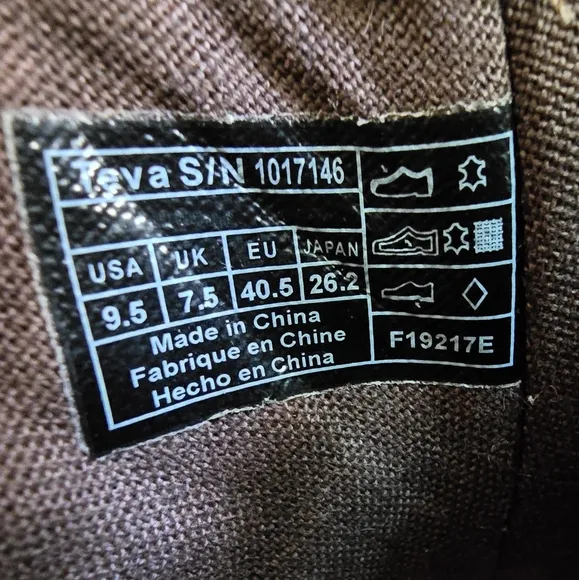 Teva S/N 1017146
USA UK EU JAPAN
9.5 7.5 40.5 26.2
Made in China
Fabrique en Chine
Hecho en China
F19217E